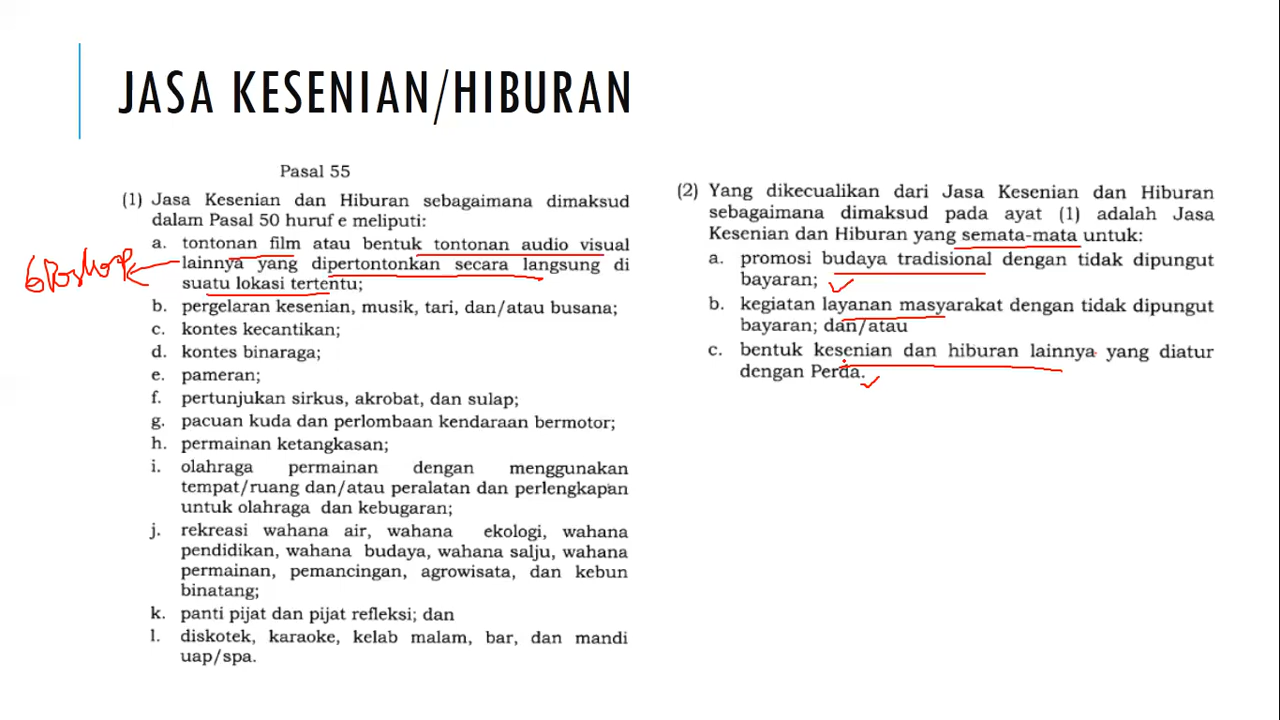 JASA KESENIAN/HIBURAN
Pasal 55
(1) Jasa Kesenian dan Hiburan sebagaimana dimaksud
dalam Pasal 50 huruf e meliputi:
a. tontonan film atau bentuk tontonan audio visual
lainnya yang dipertontonkan secara langsung di
suatu lokasi tertentu;
b. pergelaran kesenian, musik, tari, dan/atau busana;
c. kontes kecantikan;
d. kontes binaraga;
e. pameran;
f. pertunjukan sirkus, akrobat, dan sulap;
g. pacuan kuda dan perlombaan kendaraan bermotor;
h. permainan ketangkasan;
i. olahraga permainan dengan menggunakan
tempat/ruang dan/atau peralatan dan perlengkapan
untuk olahraga dan kebugaran;
j. rekreasi wahana air, wahana ekologi, wahana
pendidikan, wahana budaya, wahana salju, wahana
permainan, pemancingan, agrowisata, dan kebun
binatang;
k. panti pijat dan pijat refleksi; dan
l. diskotek, karaoke, kelab malam, bar, dan mandi
uap/spa.
(2) Yang dikecualikan dari Jasa Kesenian dan Hiburan
sebagaimana dimaksud pada ayat (1) adalah Jasa
Kesenian dan Hiburan yang semata-mata untuk:
a. promosi budaya tradisional dengan tidak dipungut
bayaran;
b. kegiatan layanan masyarakat dengan tidak dipungut
bayaran; dan/atau
c. bentuk kesenian dan hiburan lainnya yang diatur
dengan Perda.